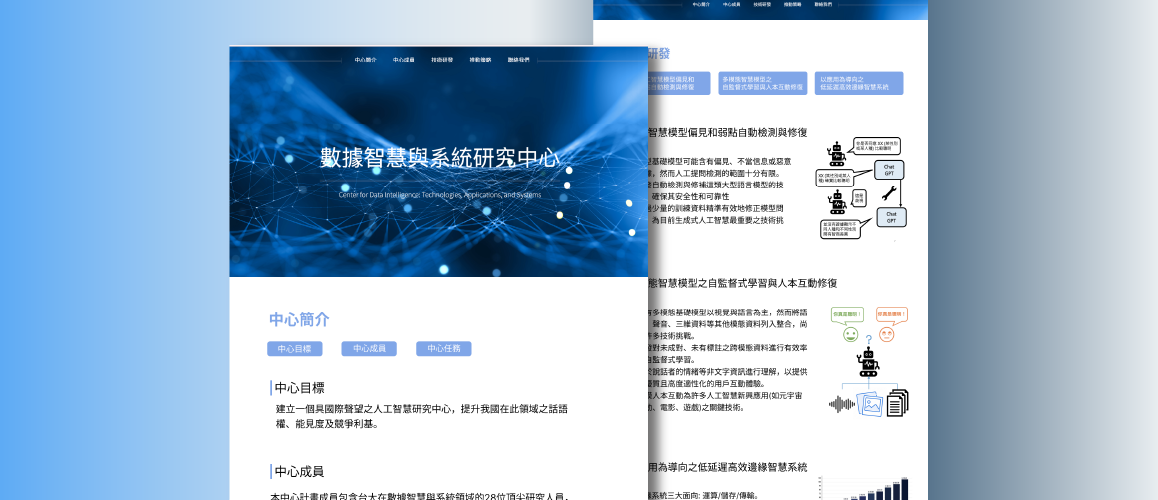 中心簡介 中心成員 技術研發 推動策略 聯絡我們
數據智慧與系統研究中心
Center for Data Intelligence: Technologies, Applications, and Systems
中心簡介
中心目標 中心成員 中心任務
中心目標
建立一個具國際聲望之人工智慧研究中心，提升我國在此領域之話語
權、能見度及競爭利基。
中心成員
本中心計畫成員包含台大在數據智慧與系統領域的28位頂尖研究人員，
中心簡介 中心成員 技術研發 推動策略 聯絡我們
研發
智慧模型偏見和
自動檢測與修復
多模態智慧模型之
自監督式學習與人本互動修復
以應用為導向之
低延遲高效邊緣智慧系統
智慧模型偏見和弱點自動檢測與修復
基礎模型可能含有偏見、不當信息或惡意
，然而人工提問檢測的範圍十分有限。
自動檢測與修補這類大型語言模型的技
確保其安全性和可靠性
少量的訓練資料精準有效地修正模型問
為目前生成式人工智慧最重要之技術挑
Chat
GPT
Chat
GPT
態智慧模型之自監督式學習與人本互動修復
多模態基礎模型以視覺與語言為主，然而將語
聲音、三維資料等其他模態資料列入整合，尚
多技術挑戰。
對未成對、未有標註之跨模態資料進行有效率
自監督式學習。
說話者的情緒等非文字資訊進行理解，以提供
質且高度適性化的用戶互動體驗。
人本互動為許多人工智慧新興應用(如元宇宙
、電影、遊戲)之關鍵技術。
你真是聰明！
你真是聰明！
?
用為導向之低延遲高效邊緣智慧系統
系統三大面向: 運算/儲存/傳輸。